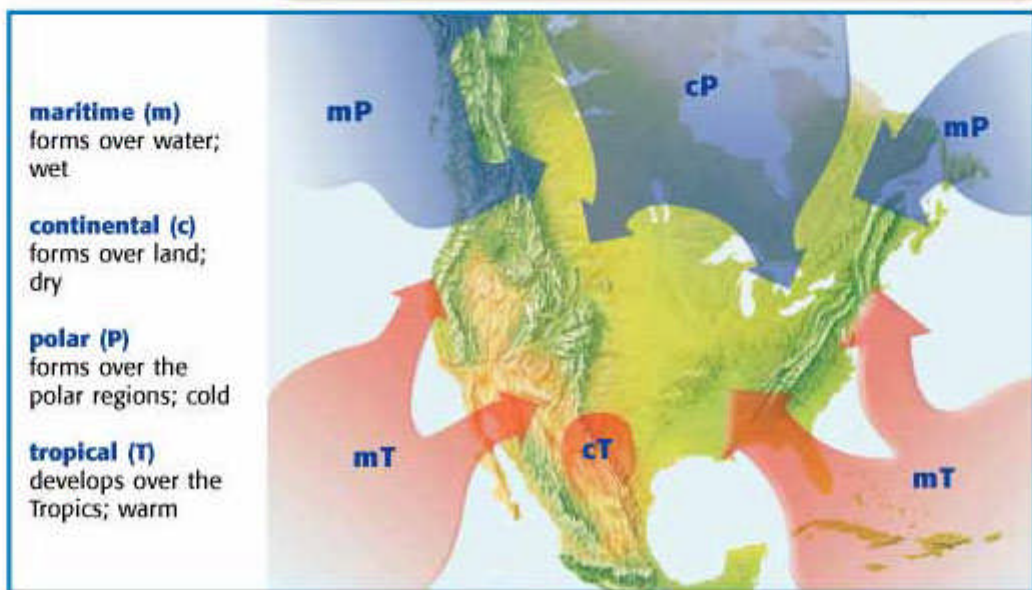 maritime (m)
forms over water;
wet
continental (c)
forms over land;
dry
polar (P)
forms over the
polar regions; cold
tropical (T)
develops over the
Tropics; warm
mP
cP
mP
mT
cT
mT